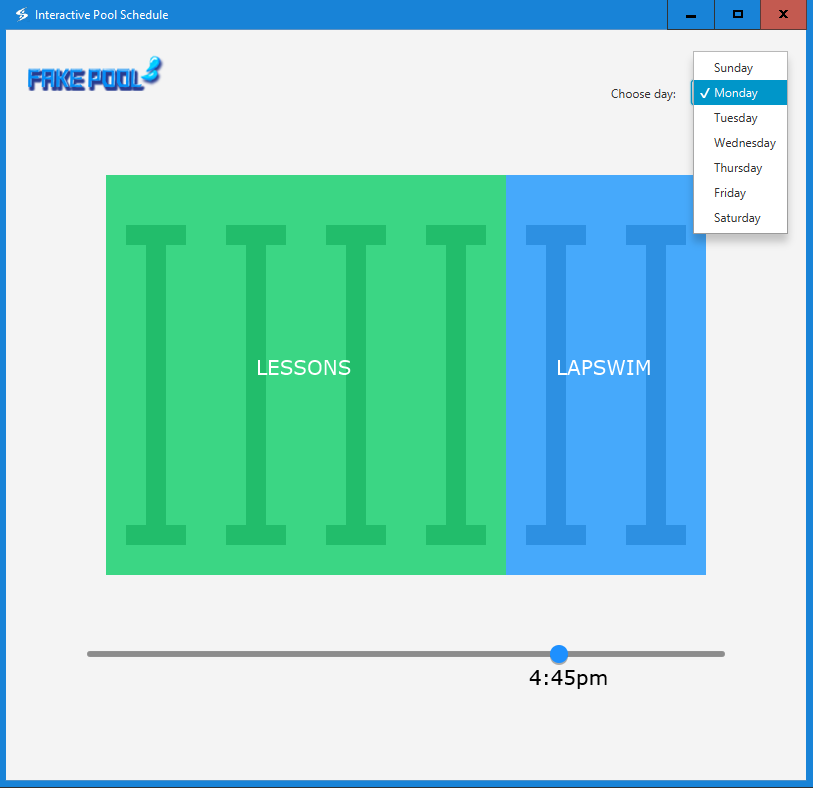 Interactive Pool Schedule
FAKE POOL
Choose day:
Sunday
✓ Monday
Tuesday
Wednesday
Thursday
Friday
Saturday
LESSONS
LAPSWIM
4:45pm